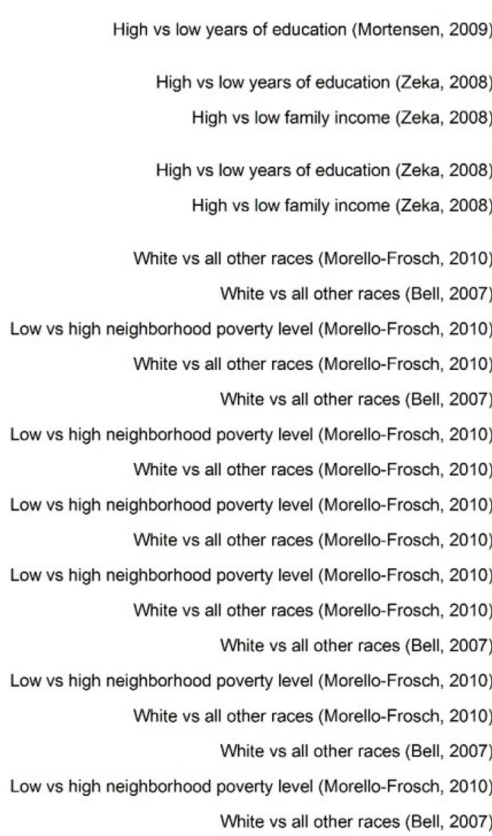 High vs low years of education (Mortensen, 2009)
High vs low years of education (Zeka, 2008)
High vs low family income (Zeka, 2008)
High vs low years of education (Zeka, 2008)
High vs low family income (Zeka, 2008)
White vs all other races (Morello-Frosch, 2010)
White vs all other races (Bell, 2007)
Low vs high neighborhood poverty level (Morello-Frosch, 2010)
White vs all other races (Morello-Frosch, 2010)
White vs all other races (Bell, 2007)
Low vs high neighborhood poverty level (Morello-Frosch, 2010)
White vs all other races (Morello-Frosch, 2010)
Low vs high neighborhood poverty level (Morello-Frosch, 2010)
White vs all other races (Morello-Frosch, 2010)
Low vs high neighborhood poverty level (Morello-Frosch, 2010)
White vs all other races (Morello-Frosch, 2010)
White vs all other races (Bell, 2007)
Low vs high neighborhood poverty level (Morello-Frosch, 2010)
White vs all other races (Morello-Frosch, 2010)
White vs all other races (Bell, 2007)
Low vs high neighborhood poverty level (Morello-Frosch, 2010)
White vs all other races (Bell, 2007)